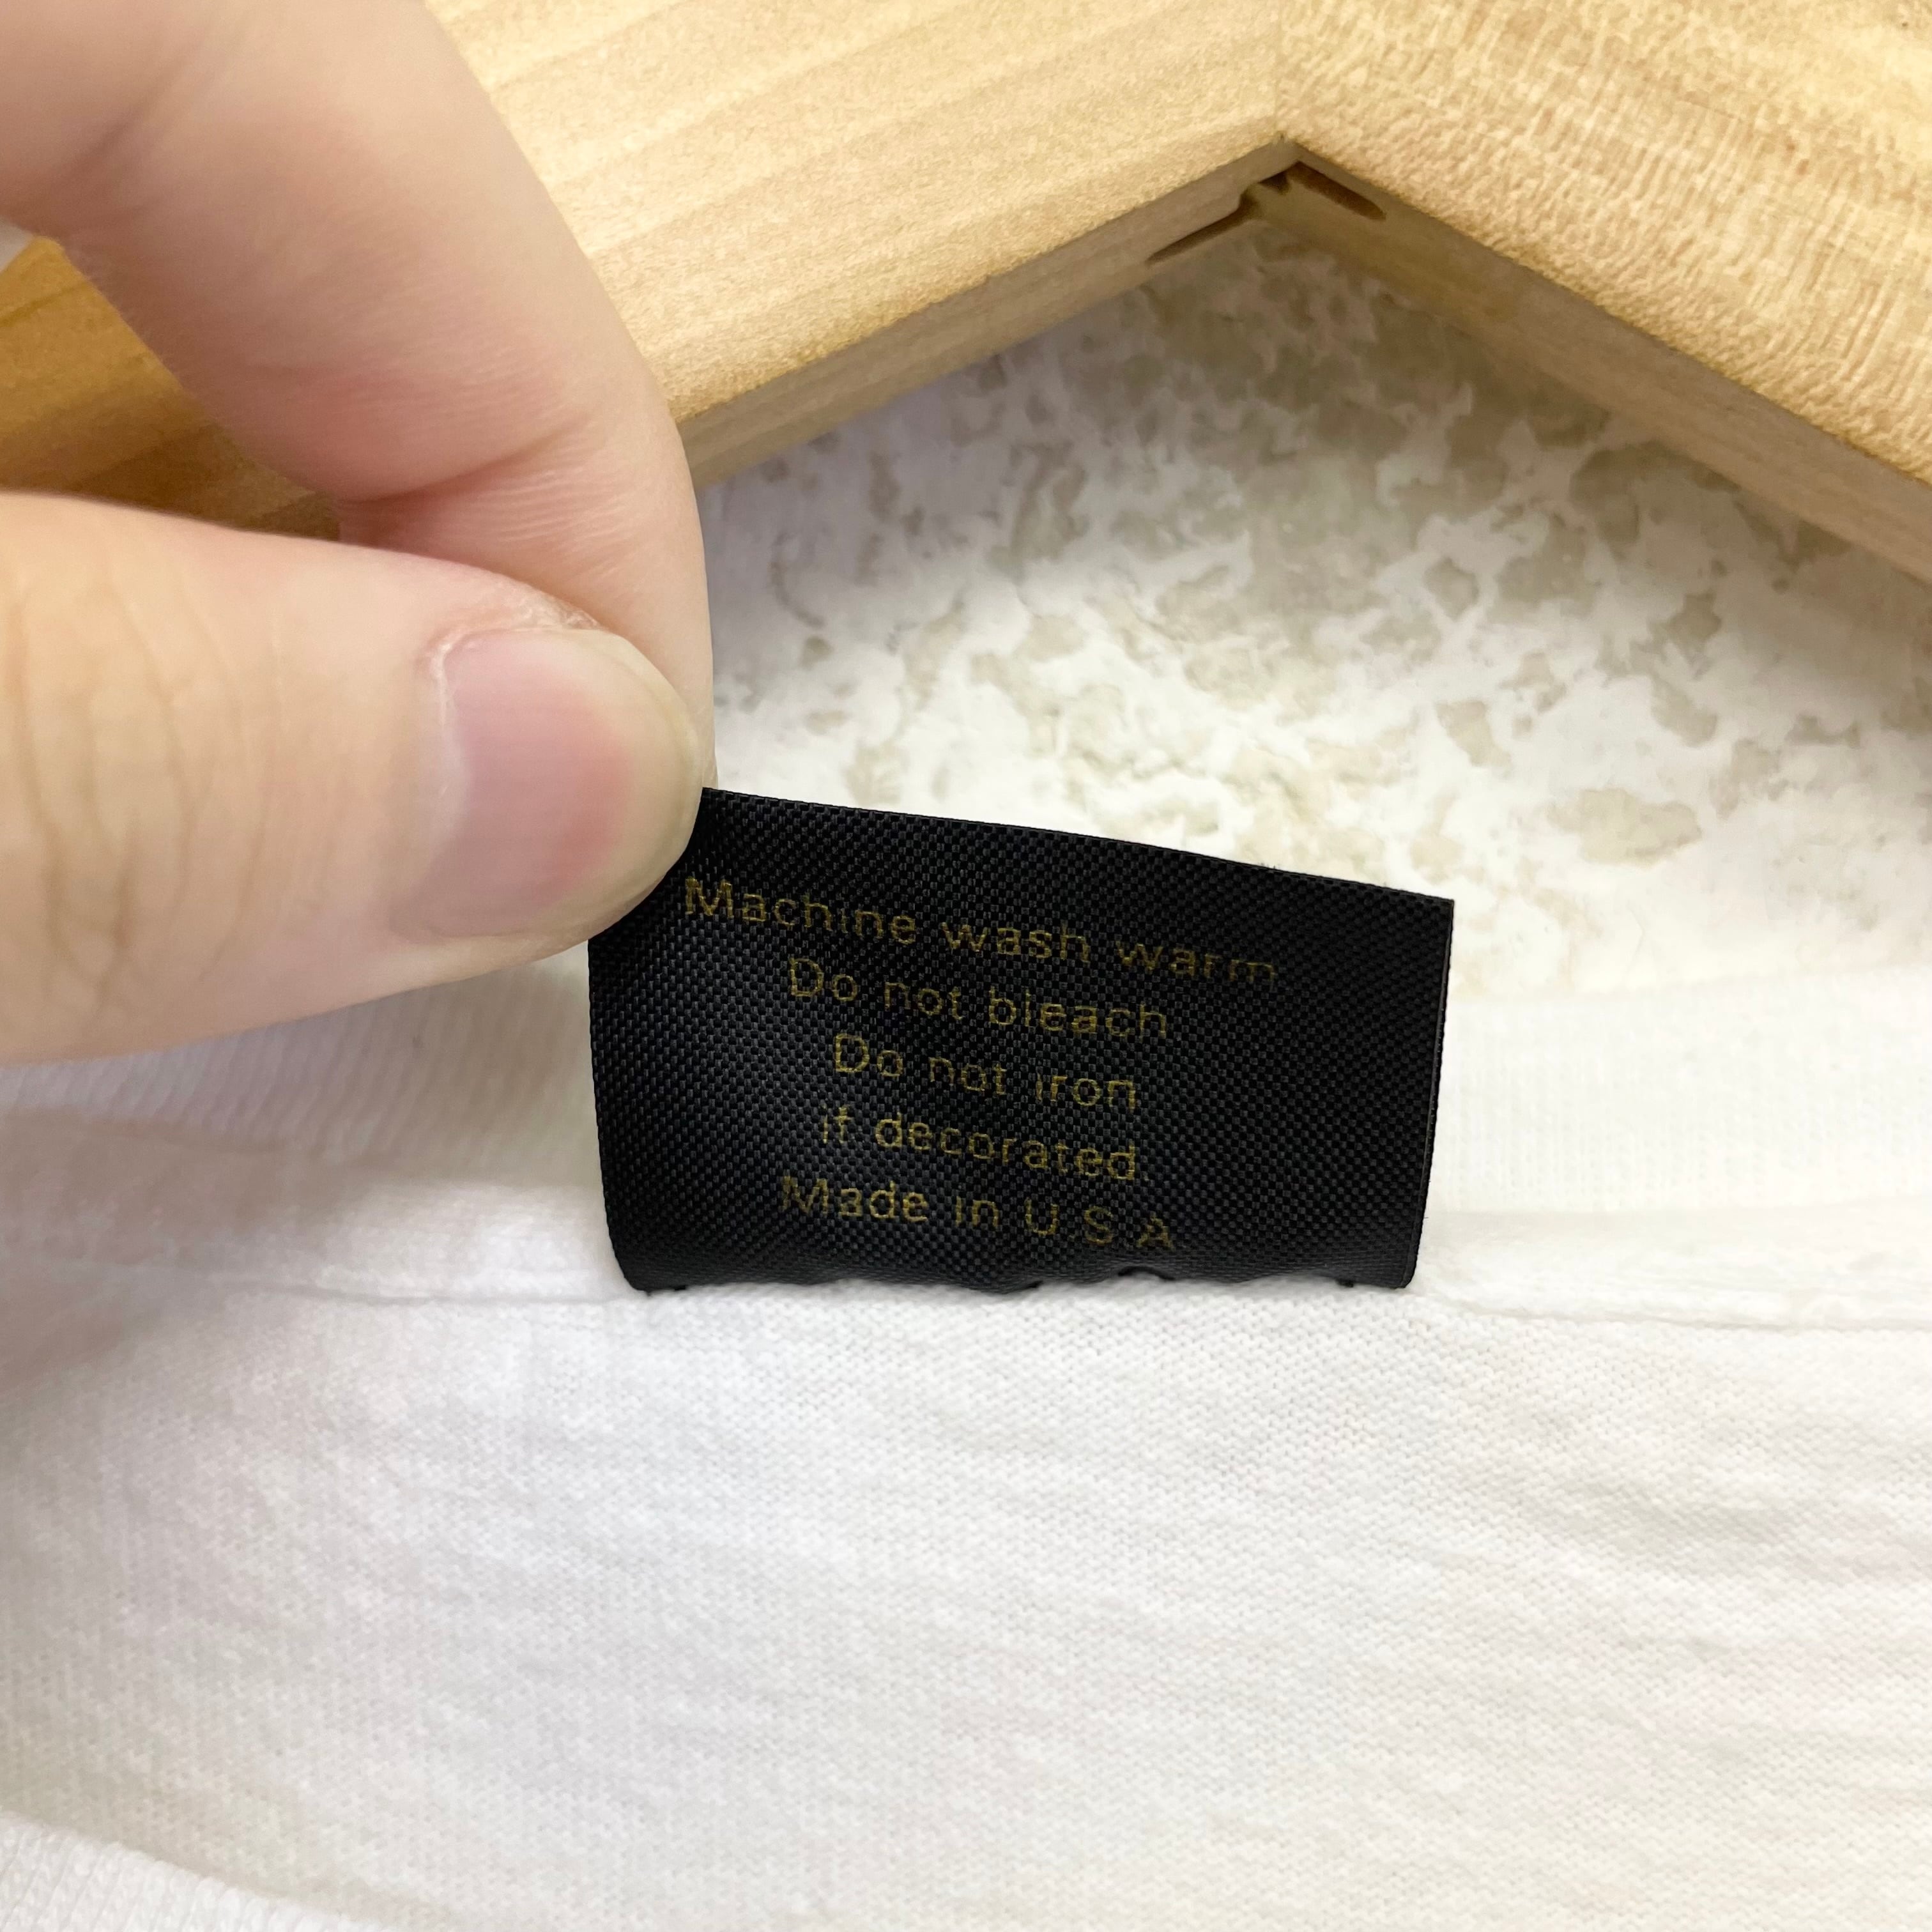 Machine wash warm
Do not bleach
Do not iron
if decorated.
Made in U.S.A